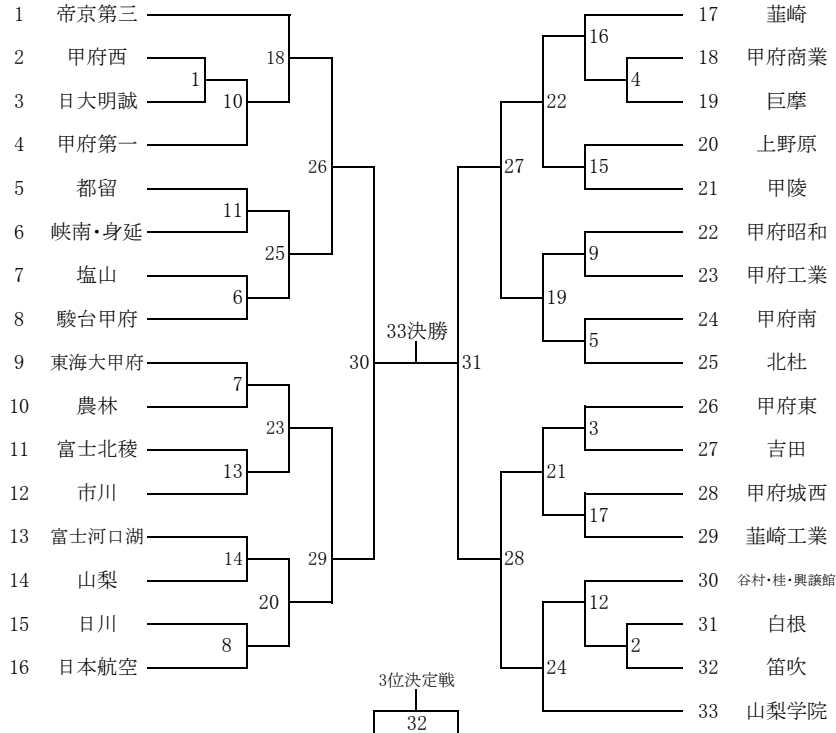 1 帝京第三
2 甲府西
3 日大明誠
4 甲府第一
5 都留
6 峡南・身延
7 塩山
8 駿台甲府
9 東海大甲府
10 農林
11 富士北稜
12 市川
13 富士河口湖
14 山梨
15 日川
16 日本航空
1
10
18
11
6
25
26
7
13
23
14
8
20
29
30
33決勝
31
3位決定戦
32
27
22
16
4
15
19
9
5
28
21
3
17
24
12
2
17 韮崎
18 甲府商業
19 巨摩
20 上野原
21 甲陵
22 甲府昭和
23 甲府工業
24 甲府南
25 北杜
26 甲府東
27 吉田
28 甲府城西
29 韮崎工業
30 谷村・桂・興譲館
31 白根
32 笛吹
33 山梨学院